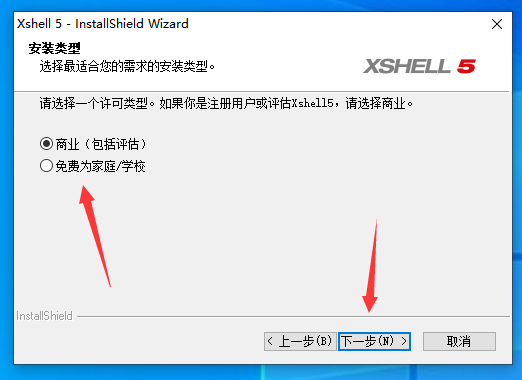 Xshell 5 - InstallShield Wizard
安装类型
选择最适合您的需求的安装类型。
XSHELL 5
请选择一个许可类型。如果你是注册用户或评估Xshell5，请选择商业。
商业（包括评估）
免费为家庭/学校
InstallShield
< 上一步(B) 下一步(N) > 取消